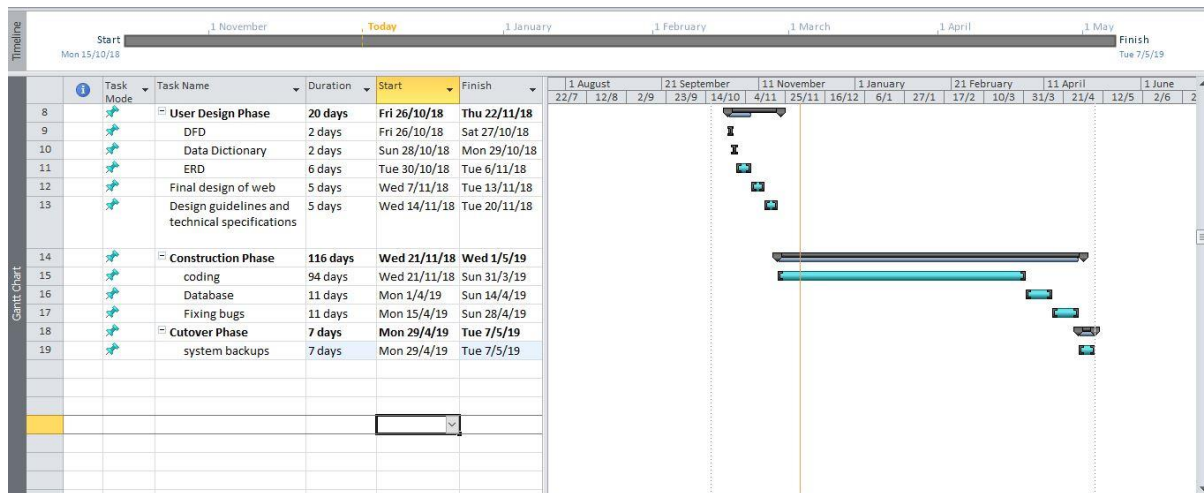 Timeline
1 November Today 1 January 1 February 1 March 1 April 1 May
Start Finish
Mon 15/10/18 Tue 7/5/19
Gantt Chart
Task Mode Task Name Duration Start Finish
1 August 21 September 11 November 1 January 21 February 11 April 1 June
22/7 12/8 2/9 23/9 14/10 4/11 25/11 16/12 6/1 27/1 17/2 10/3 31/3 21/4 12/5 2/6 2
8 User Design Phase 20 days Fri 26/10/18 Thu 22/11/18
9 DFD 2 days Fri 26/10/18 Sat 27/10/18
10 Data Dictionary 2 days Sun 28/10/18 Mon 29/10/18
11 ERD 6 days Tue 30/10/18 Tue 6/11/18
12 Final design of web 5 days Wed 7/11/18 Tue 13/11/18
13 Design guidelines and 5 days Wed 14/11/18 Tue 20/11/18
technical specifications
14 Construction Phase 116 days Wed 21/11/18 Wed 1/5/19
15 coding 94 days Wed 21/11/18 Sun 31/3/19
16 Database 11 days Mon 1/4/19 Sun 14/4/19
17 Fixing bugs 11 days Mon 15/4/19 Sun 28/4/19
18 Cutover Phase 7 days Mon 29/4/19 Tue 7/5/19
19 system backups 7 days Mon 29/4/19 Tue 7/5/19